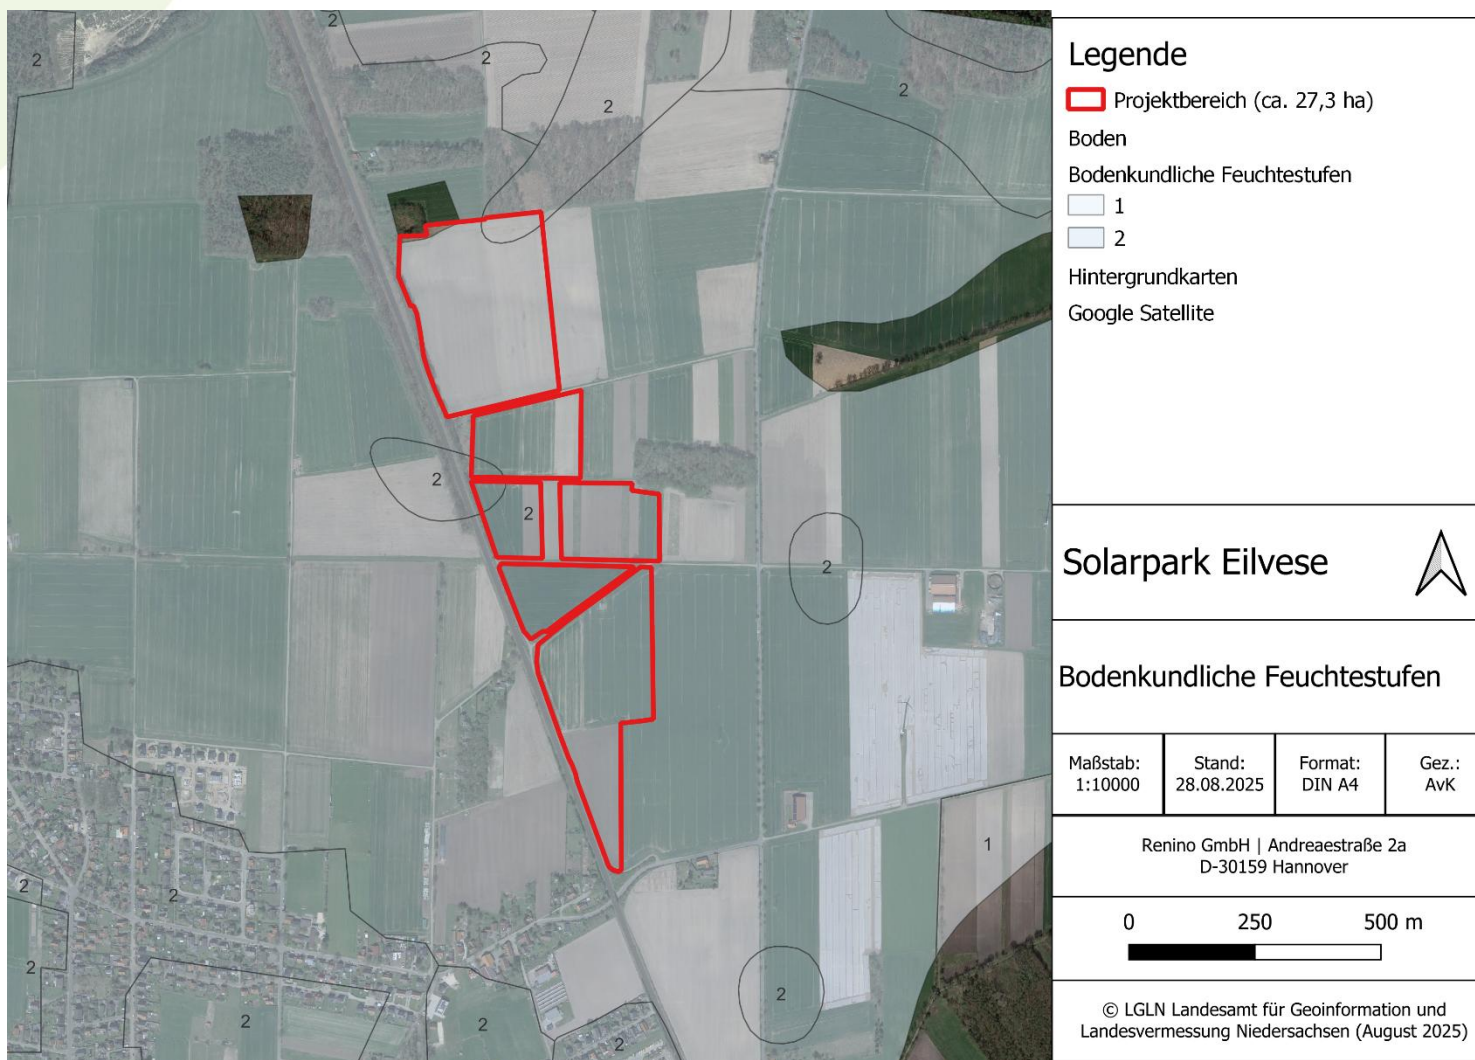 2
2
2
2
2
2
2
2
1
2
2
2
2
2
2
2
Legende
Projektbereich (ca. 27,3 ha)
Boden
Bodenkundliche Feuchtestufen
1
2
Hintergrundkarten
Google Satellite
Solarpark Eilvese
Bodenkundliche Feuchtestufen
Maßstab:
1:10000
Stand:
28.08.2025
Format:
DIN A4
Gez.:
AvK
Renino GmbH | Andreaestraße 2a
D-30159 Hannover
0 250 500 m
© LGLN Landesamt für Geoinformation und
Landesvermessung Niedersachsen (August 2025)